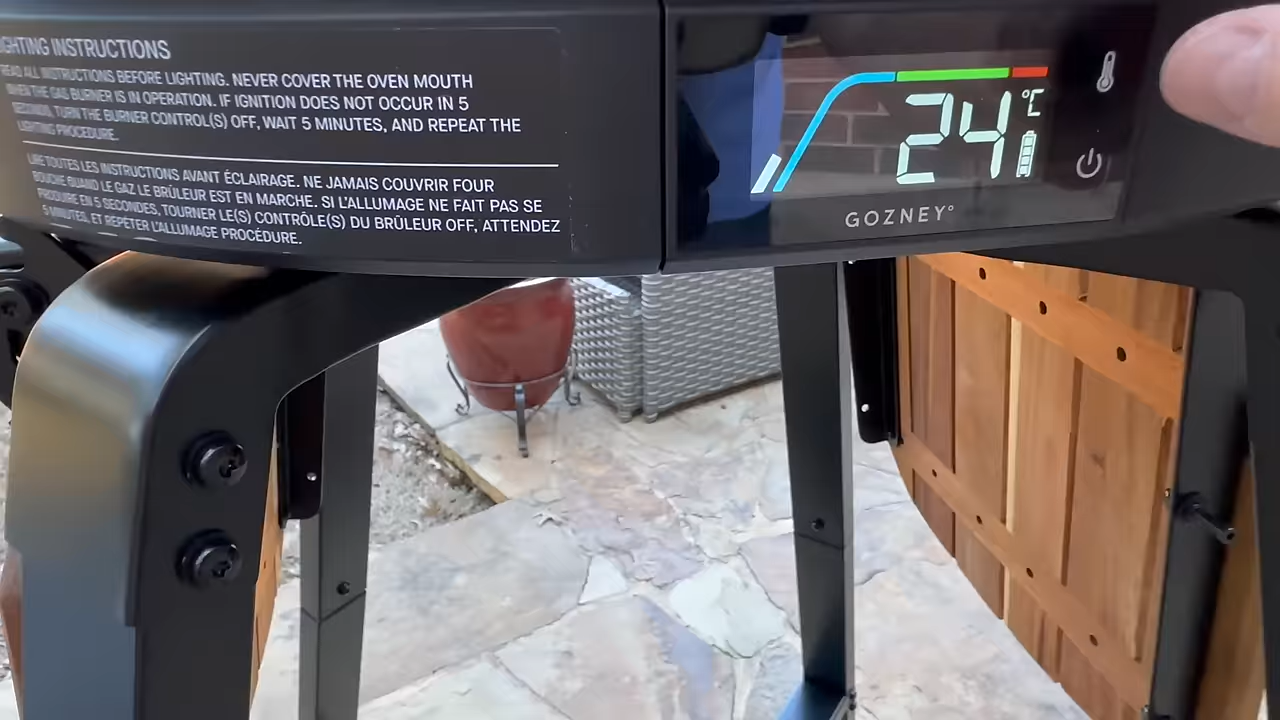 LIGHTING INSTRUCTIONS
READ ALL INSTRUCTIONS BEFORE LIGHTING. NEVER COVER THE OVEN MOUTH
WHEN THE GAS BURNER IS IN OPERATION. IF IGNITION DOES NOT OCCUR IN 5
SECONDS, TURN THE BURNER CONTROL(S) OFF, WAIT 5 MINUTES, AND REPEAT THE
LIGHTING PROCEDURE.
LIRE TOUTES LES INSTRUCTIONS AVANT ÉCLAIRAGE. NE JAMAIS COUVRIR FOUR
BOUCHE QUAND LE GAZ LE BRÛLEUR EST EN MARCHE. SI L'ALLUMAGE NE FAIT PAS SE
PRODUIRE EN 5 SECONDES, TOURNER LE(S) CONTRÔLE(S) DU BRÛLEUR OFF, ATTENDEZ
5 MINUTES, ET RÉPÉTER L'ALLUMAGE PROCÉDURE.
24 °C
GOZNEY°